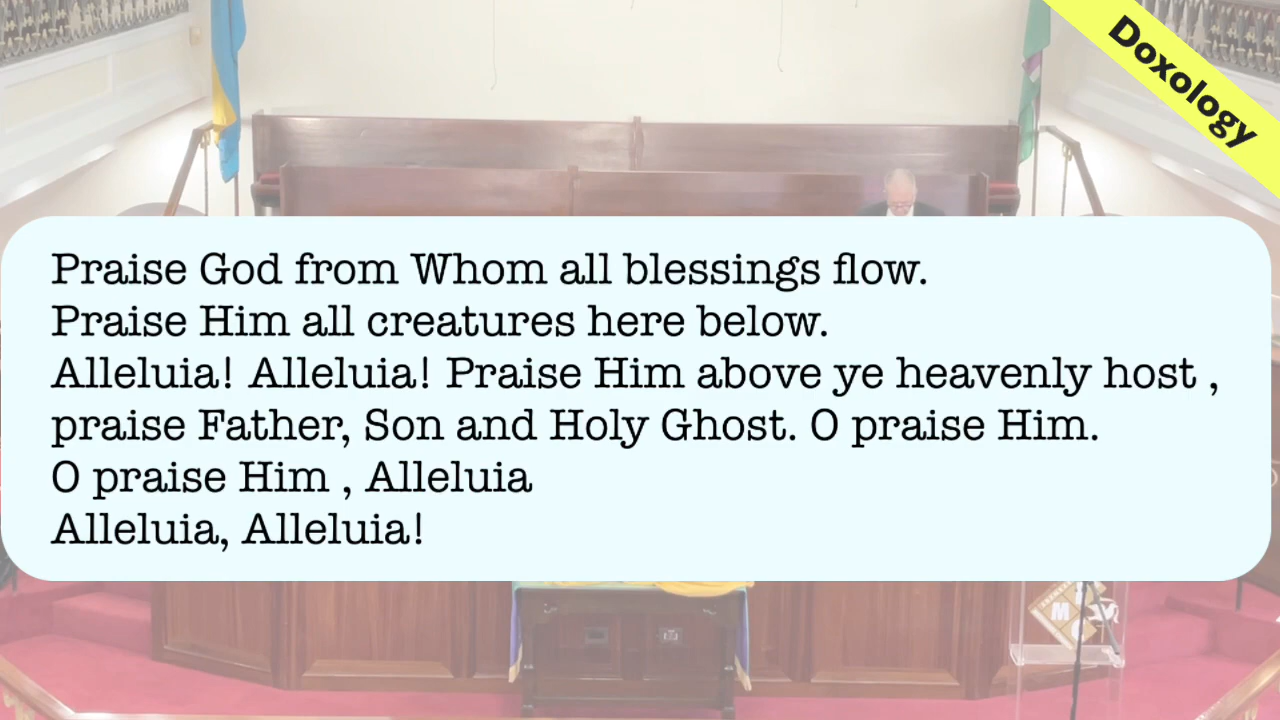 Doxology
Praise God from Whom all blessings flow.
Praise Him all creatures here below.
Alleluia! Alleluia! Praise Him above ye heavenly host ,
praise Father, Son and Holy Ghost. O praise Him.
O praise Him , Alleluia
Alleluia, Alleluia!